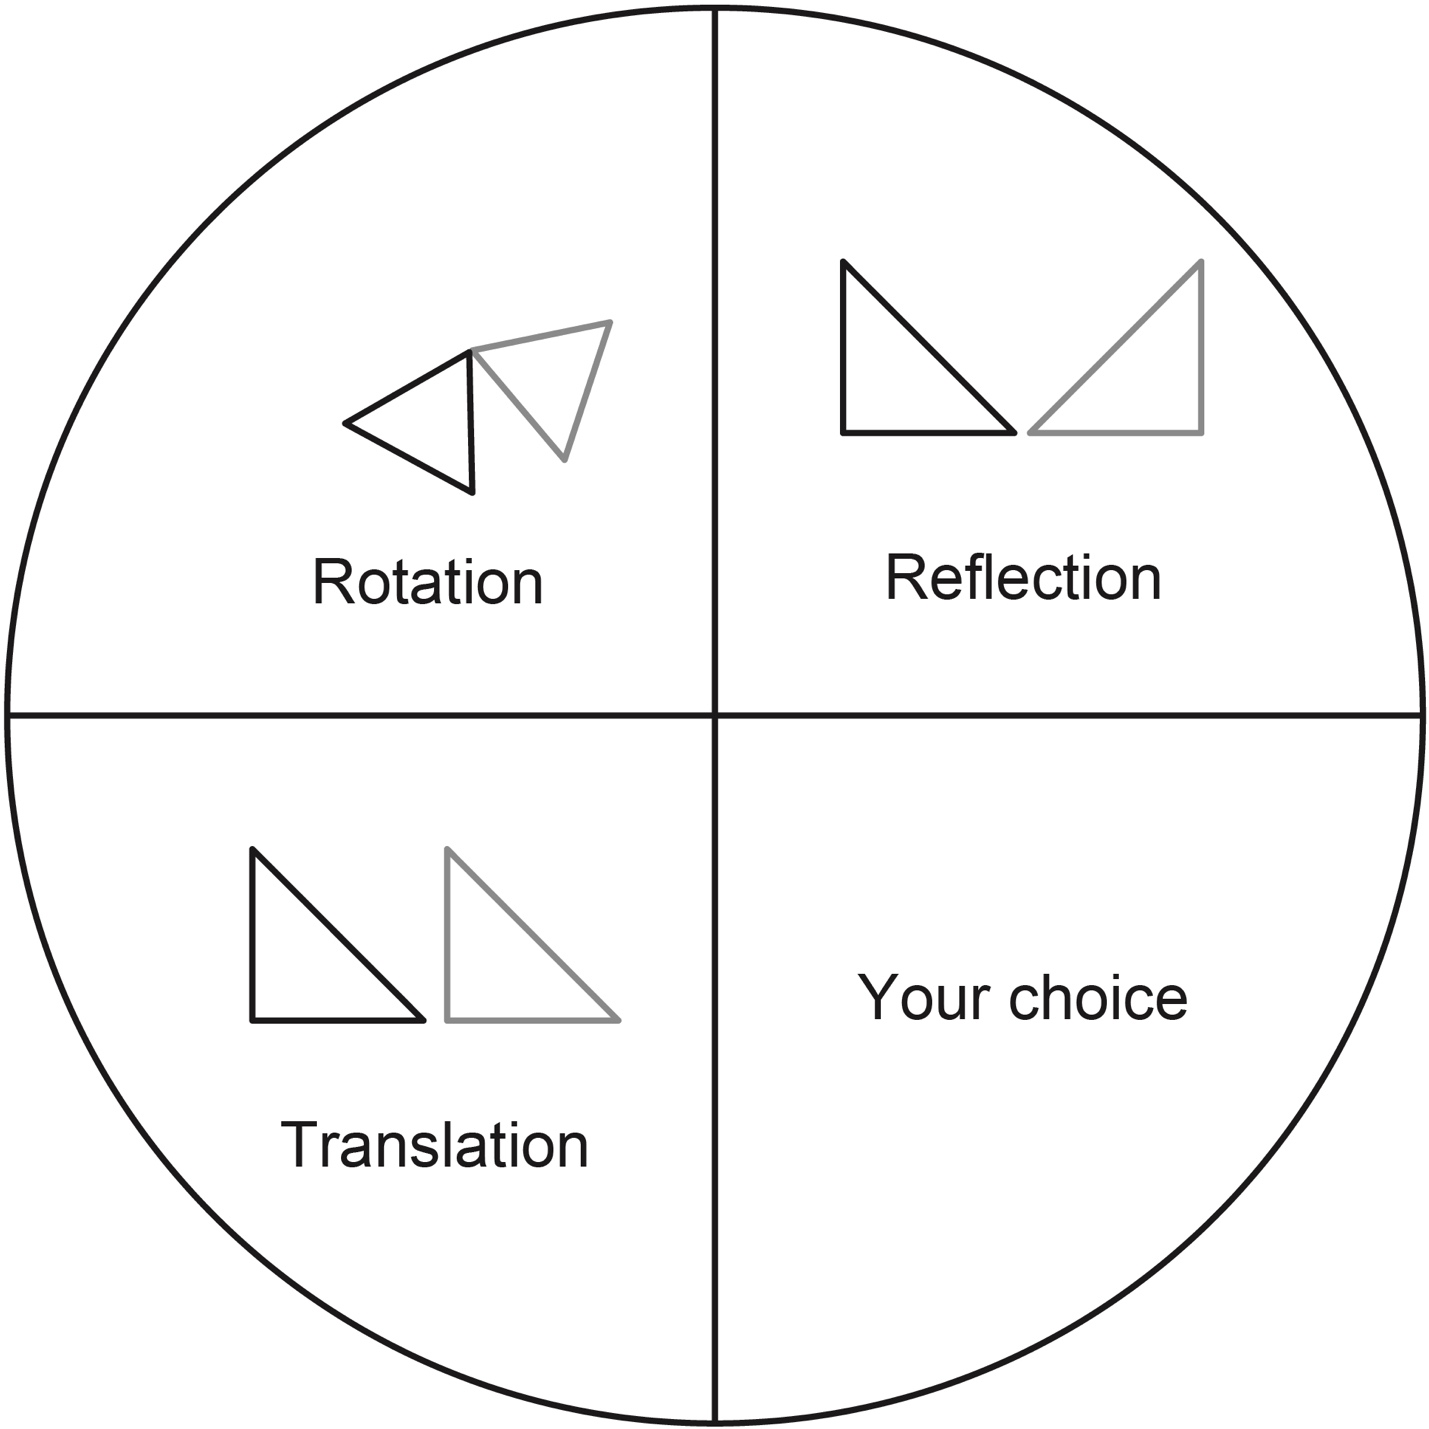 Rotation
Reflection
Translation
Your choice